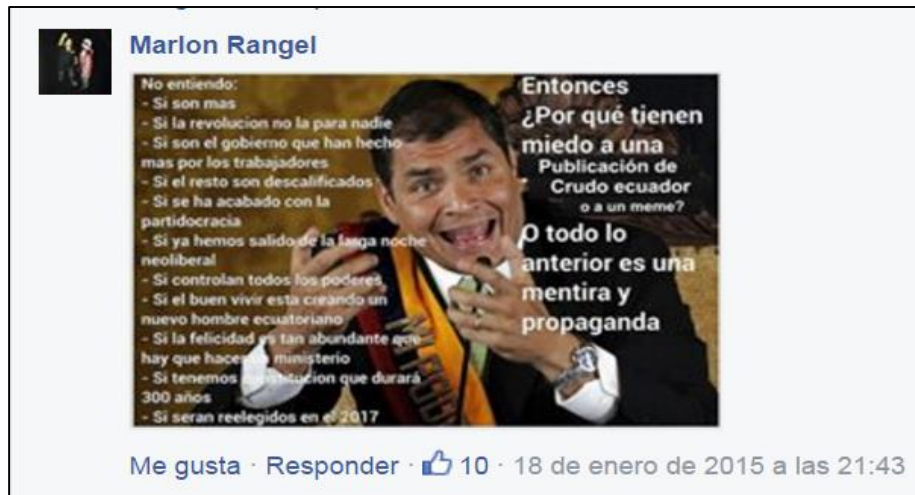 Marlon Rangel
No entiendo:
- Si son mas
- Si la revolucion no la para nadie
- Si son el gobierno que han hecho
mas por los trabajadores
- Si el resto son descalificados
- Si se ha acabado con la
partidocracia
- Si ya hemos salido de la larga noche
neoliberal
- Si controlan todos los poderes,
- Si el buen vivir esta creando un
nuevo hombre ecuatoriano
- Si la felicidad es tan abundante que
hay que hacer un ministerio
- Si tenemos constitucion que durará
300 años
- Si seran reelegidos en el 2017
Entonces
¿Por qué tienen
miedo a una
Publicación de
Crudo ecuador
o a un meme?
O todo lo
anterior es una
mentira y
propaganda
Me gusta · Responder · 10 · 18 de enero de 2015 a las 21:43